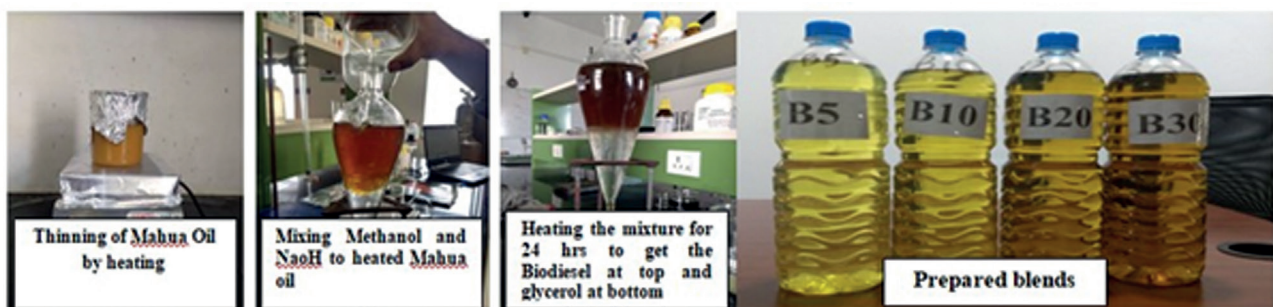 Thinning of Mahua Oil
by heating
Mixing Methanol and
NaoH to heated Mahua
oil
Heating the mixture for
24 hrs to get the
Biodiesel at top and
glycerol at bottom
B5
B10
B20
B30
Prepared blends